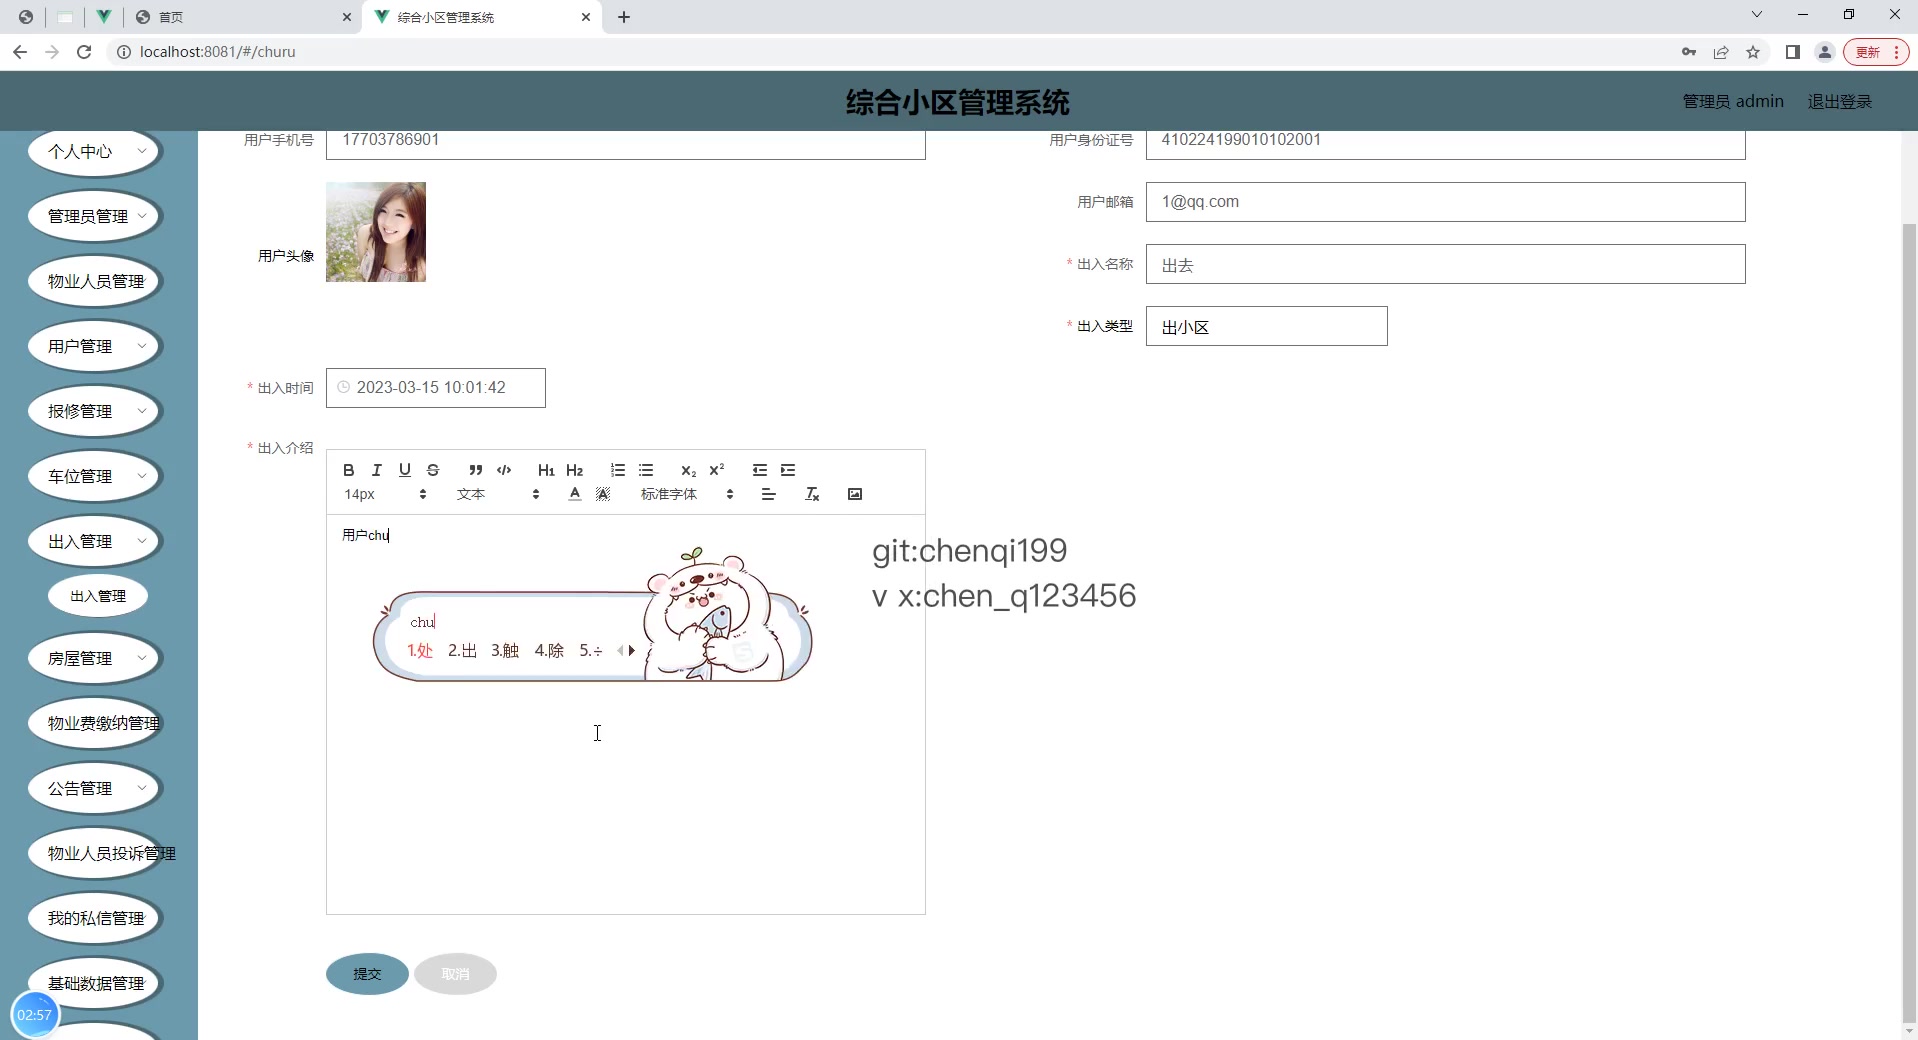 首页
综合小区管理系统
localhost:8081/#/churu
更新
综合小区管理系统
管理员 admin
退出登录
个人中心
管理员管理
物业人员管理
用户管理
报修管理
车位管理
出入管理
出入管理
房屋管理
物业费缴纳管理
公告管理
物业人员投诉管理
我的私信管理
基础数据管理
02:57
用户手机号 17703786901
用户身份证号 410224199010102001
用户头像
用户邮箱 1@qq.com
* 出入名称 出去
* 出入类型 出小区
* 出入时间 2023-03-15 10:01:42
* 出入介绍
B I U S H1 H2 X2 X2
14px 文本 A A 标准字体 Tx
用户chu
chu
1.处 2.出 3.触 4.除 5.÷
git:chenqi199
v x:chen_q123456
提交 取消